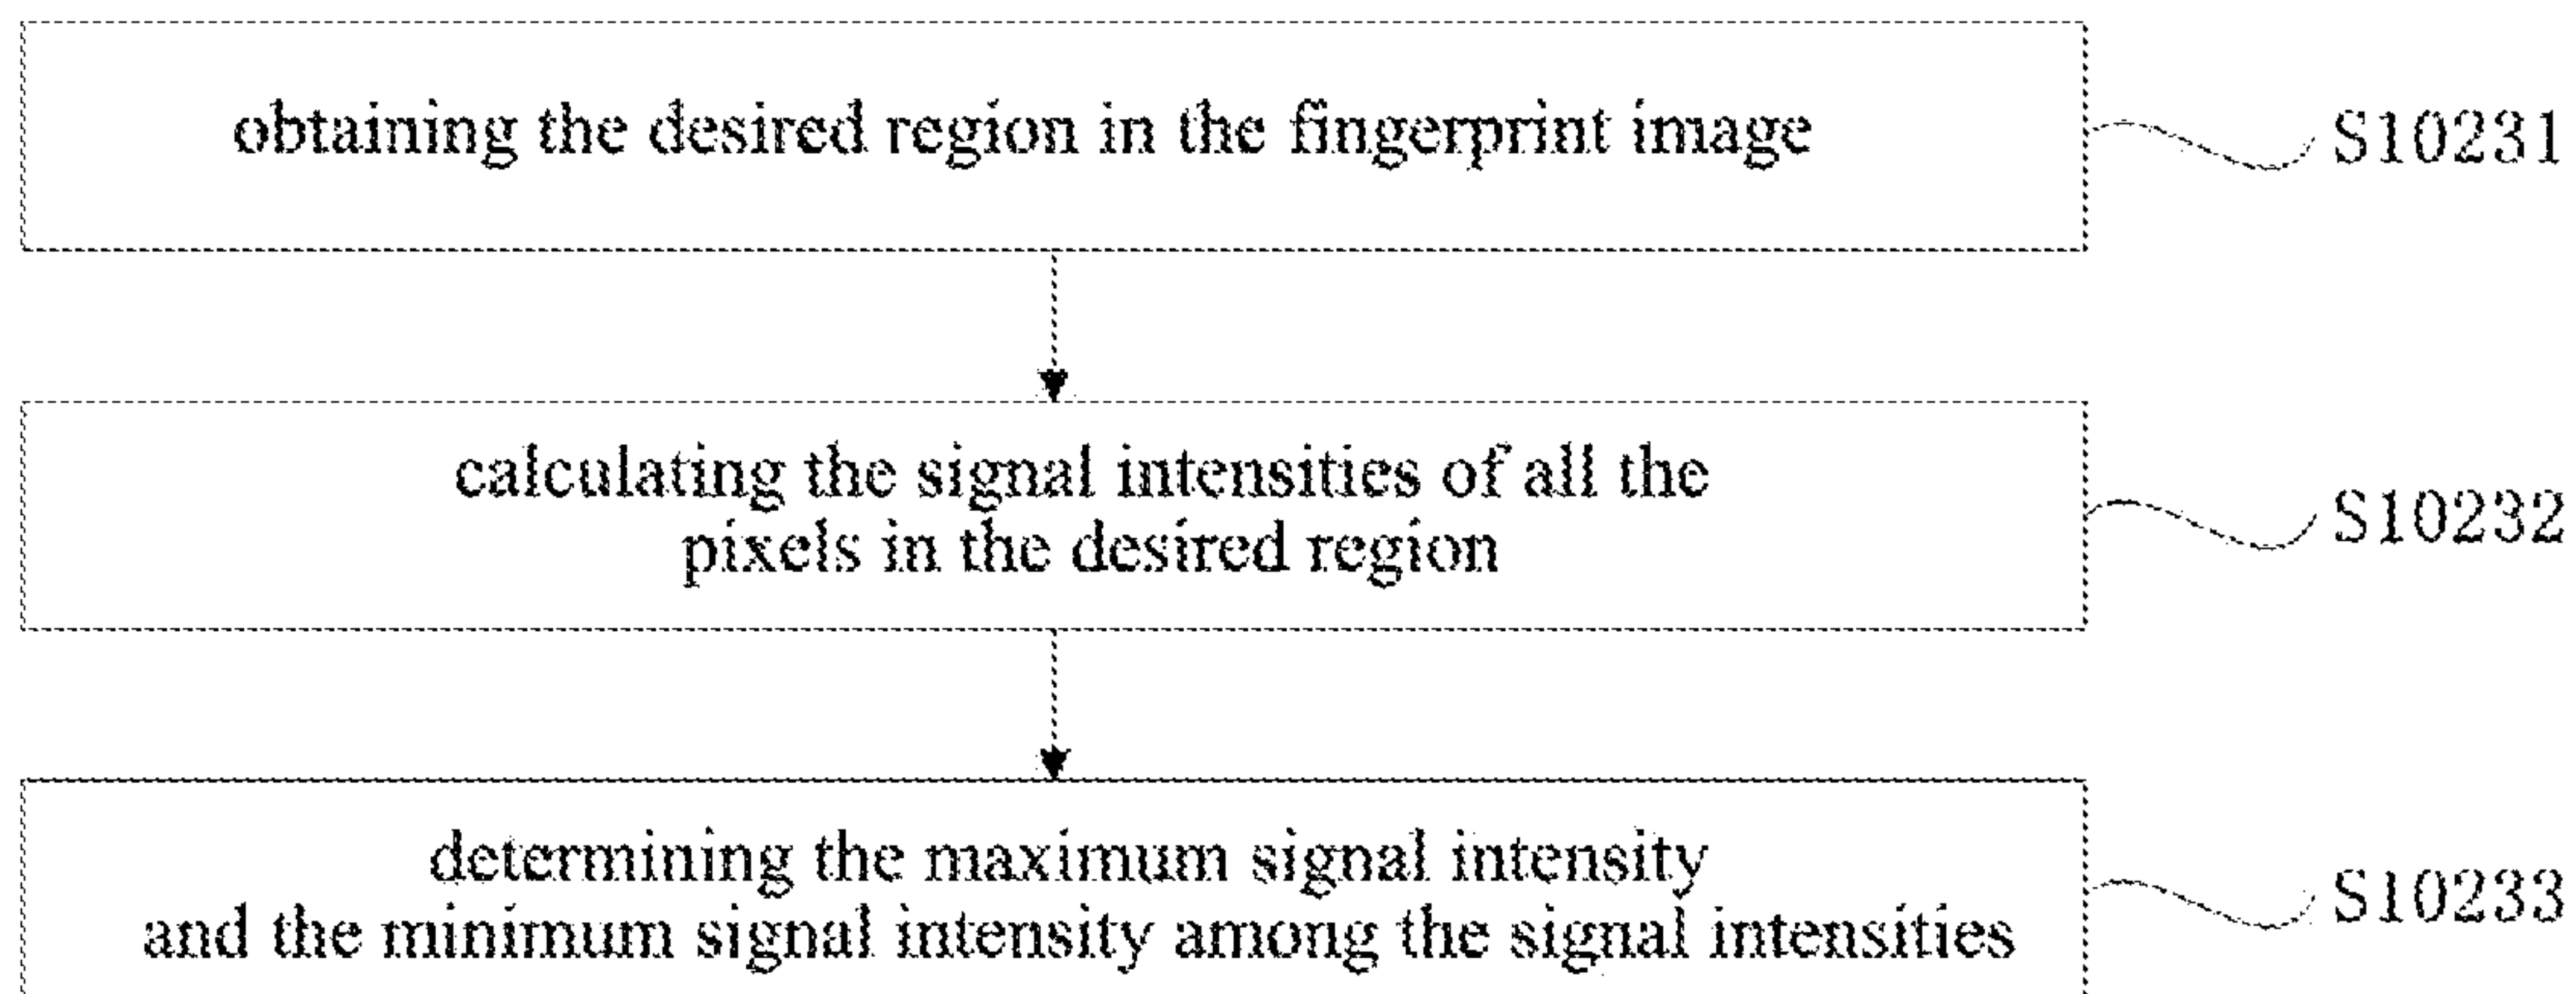 obtaining the desired region in the fingerprint image
S10231
calculating the signal intensities of all the
pixels in the desired region
S10232
determining the maximum signal intensity
and the minimum signal intensity among the signal intensities
S10233